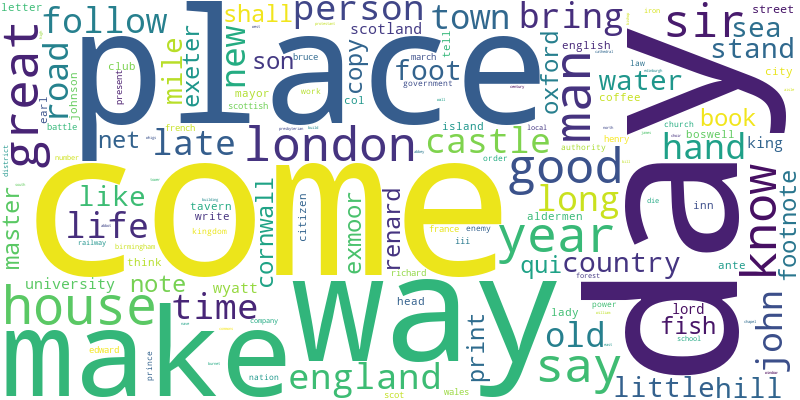 letter
follow
great
road
johnson
earl
battle
place
club
present
mile
exeter
shall
new
son
mayor
scottish
person
scotland
copy
col
foot
march
government
bruce
work
town
tell
bring
english
oxford
man
sir
sea
stand
street
iron
law
city
water
coffee
day
net
late
french
number
district
london
castle
island
church
book
boswell
king
hand
henry
authority
order
local
good
long
know
footnote
come
like
life
master
tavern
write
kingdom
railway
birmingham
think
cornwall
citizen
exmoor
renard
france
enemy
iii
richard
year
aldermen
qui
country
die
inn
ante
forest
house
university
note
wyatt
time
make
way
head
company
nation
prince
edward
england
scot
wales
print
lady
old
power
say
lord
fish
school
john
little
hill